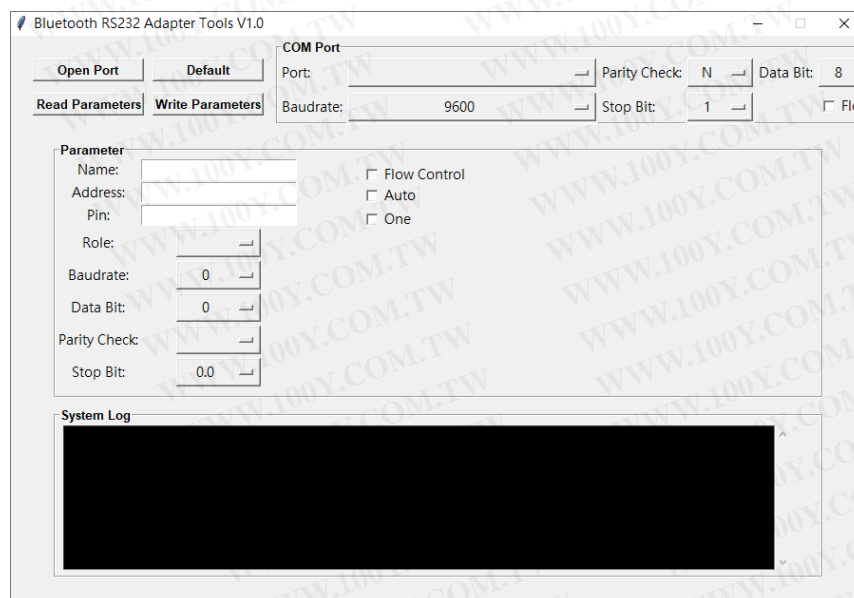 Bluetooth RS232 Adapter Tools V1.0
COM Port
Open Port Default Port: Parity Check: N Data Bit: 8
Read Parameters Write Parameters Baudrate: 9600 Stop Bit: 1
Parameter
Name: Flow Control
Address: Auto
Pin: One
Role:
Baudrate: 0
Data Bit: 0
Parity Check:
Stop Bit: 0.0
System Log
WWW.100Y.COM.TW